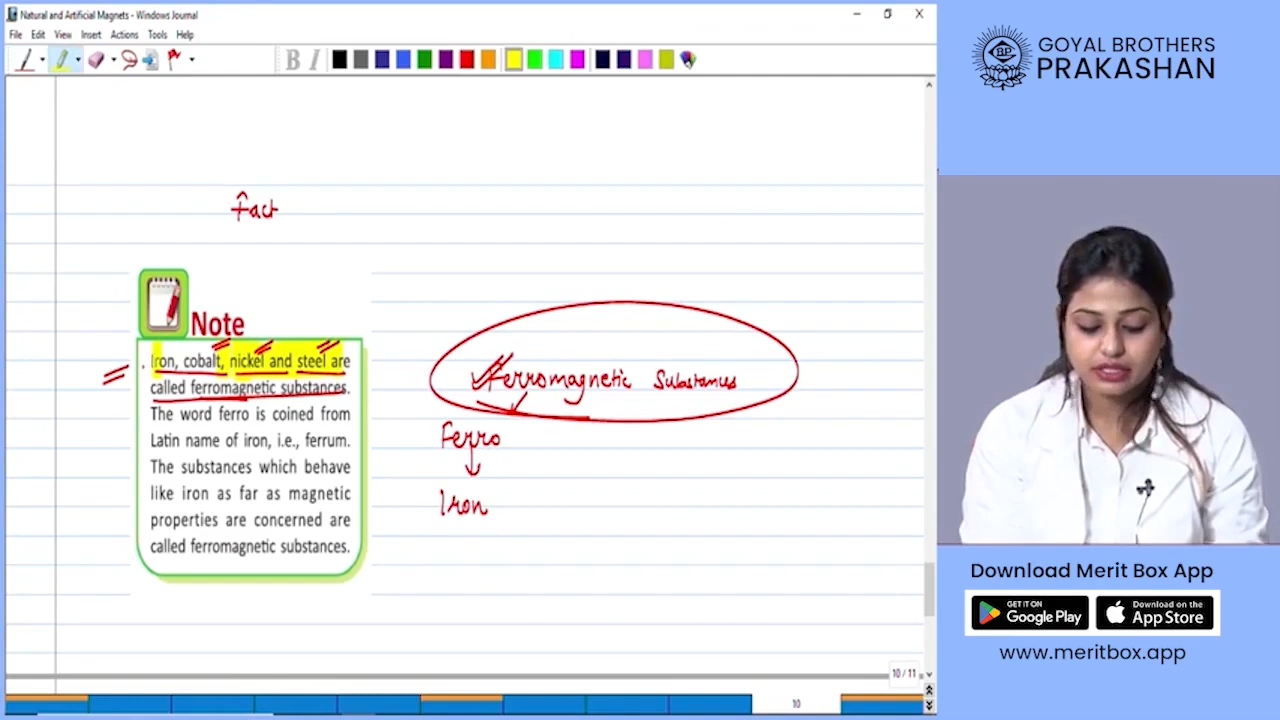 Natural and Artificial Magnets - Windows Journal
File Edit View Insert Actions Tools Help
B I
GOYAL BROTHERS
PRAKASHAN
BP
Fact
Note
Iron, cobalt, nickel and steel are
called ferromagnetic substances.
The word ferro is coined from
Latin name of iron, i.e., ferrum.
The substances which behave
like iron as far as magnetic
properties are concerned are
called ferromagnetic substances.
Ferromagnetic Substances
Ferro
Iron
10 / 11
10
Download Merit Box App
GET IT ON
Google Play
Download on the
App Store
www.meritbox.app